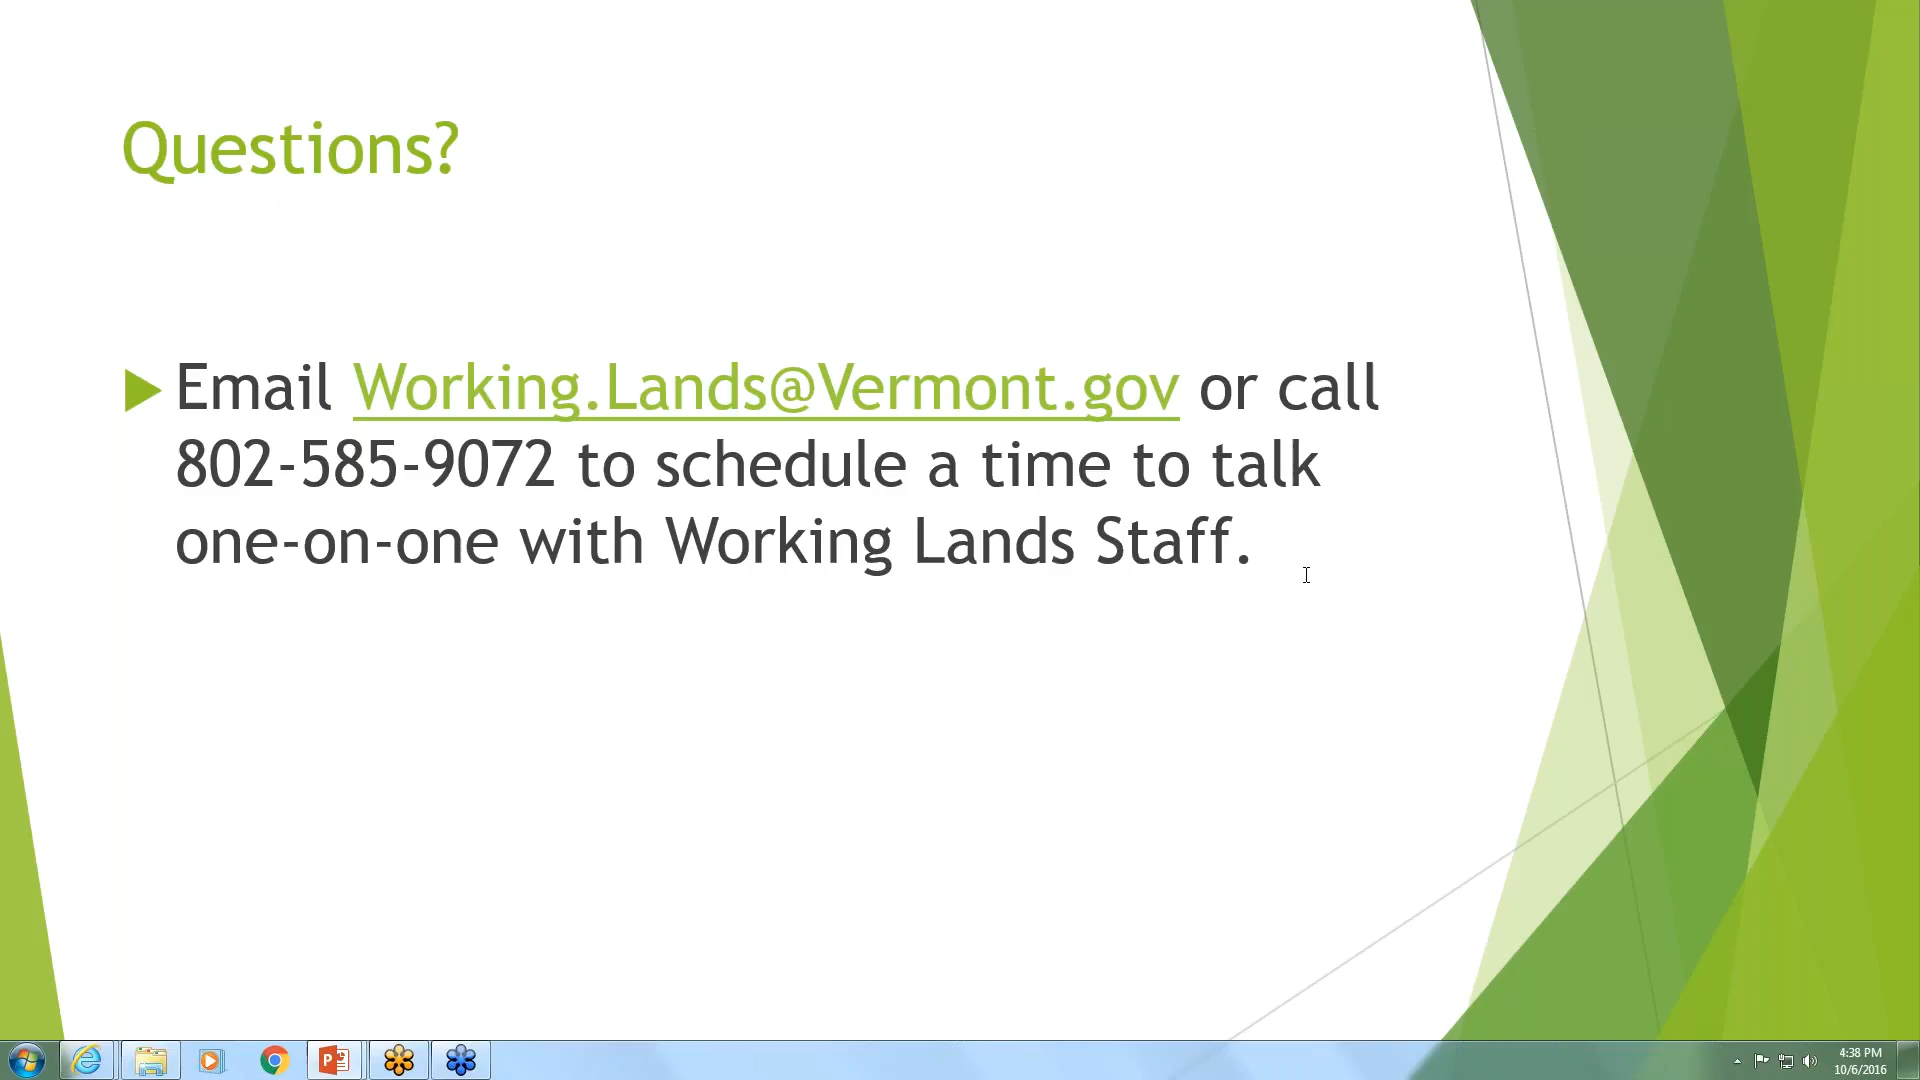 Questions?
Email Working.Lands@Vermont.gov or call
802-585-9072 to schedule a time to talk
one-on-one with Working Lands Staff.
4:38 PM
10/6/2016